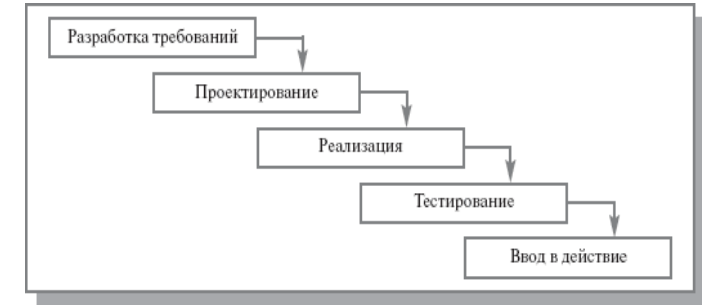 Разработка требований
Проектирование
Реализация
Тестирование
Ввод в действие